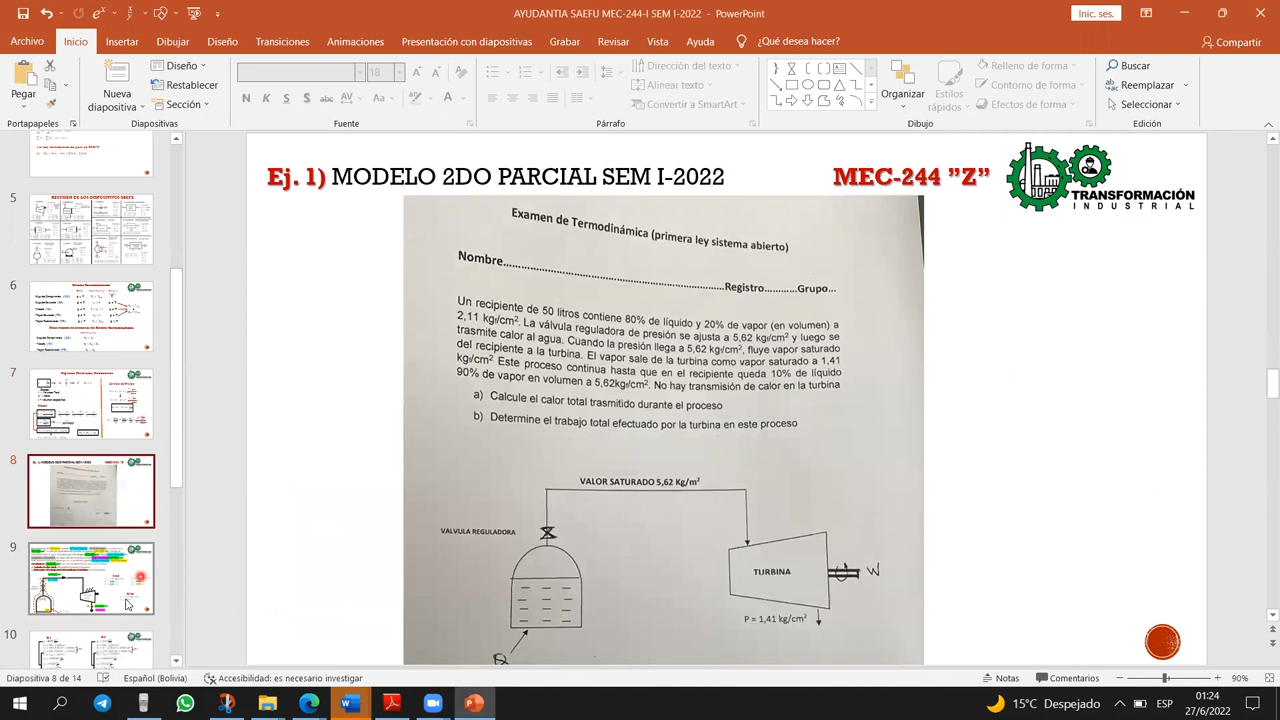 AYUDANTIA SAEFU MEC-244-I SEM I-2022 - PowerPoint
Inic. ses.
Archivo Inicio Insertar Dibujar Diseño Transiciones Animaciones Presentación con diapositivas Grabar Revisar Vista Ayuda ¿Qué desea hacer? Compartir
Pegar
Nueva diapositiva
Diseño
Restablecer
Sección
18
N K S S abc AV Aa A
Dirección del texto
Alinear texto
Convertir a SmartArt
Organizar
Estilos rápidos
Relleno de forma
Contorno de forma
Efectos de forma
Buscar
Reemplazar
Seleccionar
Portapapeles Diapositivas Fuente Párrafo Dibujo Edición
8
9
10
Ej. 1) MODELO 2DO PARCIAL SEM I-2022 MEC-244 ”Z”
TRANSFORMACIÓN
INDUSTRIAL
Examen de Termodinámica (primera ley sistema abierto)
Nombre...........................................................Registro............Grupo...
Un recipiente de 50 litros contiene 80% de líquido y 20% de vapor (en volumen) a
2,11 kg/cm². La válvula reguladora de presión se ajusta a 5,62 kg/cm² y luego se
trasmite calor al agua. Cuando la presión llega a 5,62 kg/cm², fluye vapor saturado
del recipiente a la turbina. El vapor sale de la turbina como vapor saturado a 1,41
kg/cm² Este proceso continua hasta que en el recipiente queda 10% de líquido
90% de vapor en volumen a 5,62kg/cm². No hay transmisión de calor en la turbina
a) Calcule el calor total trasmitido durante el proceso
b) Determine el trabajo total efectuado por la turbina en este proceso
VALOR SATURADO 5,62 Kg/m²
VALVULA REGULADORA
TURBINA
W
P = 1,41 kg/cm²
Q
Diapositiva 8 de 14 Español (Bolivia) Accesibilidad: es necesario investigar Notas Comentarios 90%
15°C Despejado ESP 01:24
27/6/2022